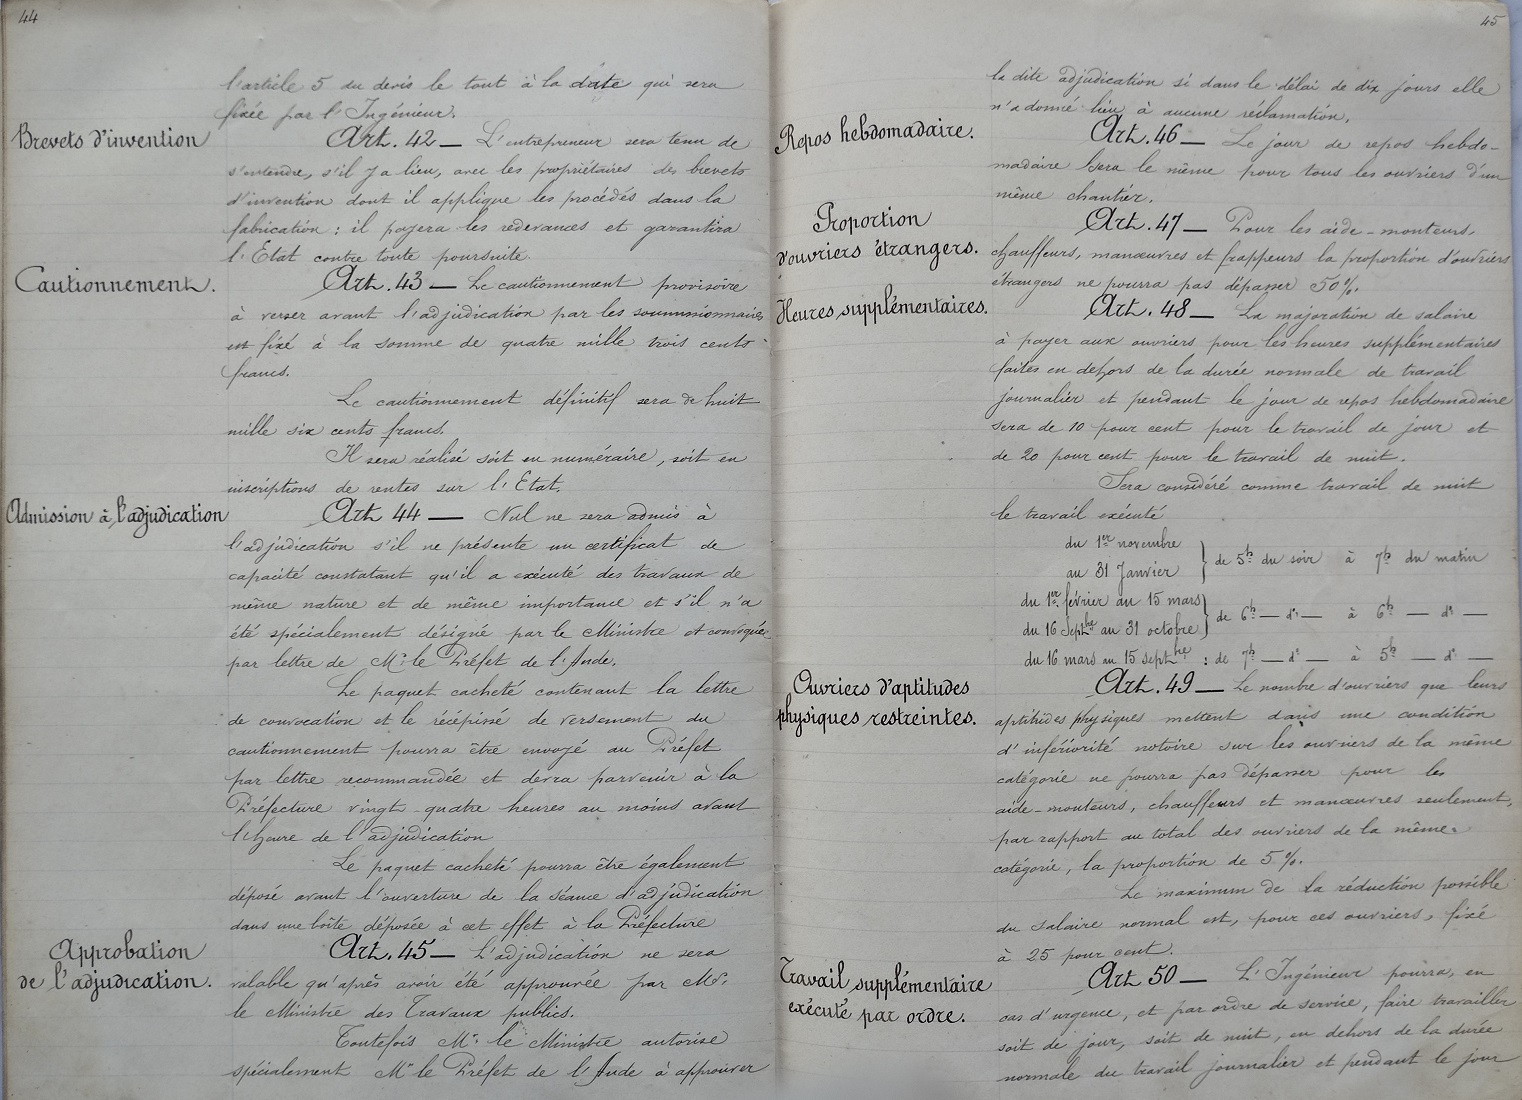 44
l'article 5 du devis le tout à la date qui sera
fixée par l'Ingénieur.
Brevets d'invention
Art. 42 — L'entrepreneur sera tenu de
s'entendre, s'il y a lieu, avec les propriétaires des brevets
d'invention dont il applique les procédés dans la
fabrication : il payera les redevances et garantira
l'Etat contre toute poursuite.
Cautionnement.
Art. 43 — Le cautionnement provisoire
à verser avant l'adjudication par les soumissionnaires
est fixé à la somme de quatre mille trois cents
francs.
Le cautionnement définitif sera de huit
mille six cents francs.
Il sera réalisé soit en numéraire, soit en
inscriptions de rentes sur l'Etat.
Admission à l'adjudication
Art 44 — Nul ne sera admis à
l'adjudication s'il ne présente un certificat de
capacité constatant qu'il a exécuté des travaux de
même nature et de même importance et s'il n'a
été spécialement désigné par le Ministre et convoqué
par lettre de Mr le Préfet de l'Aude.
Le paquet cacheté contenant la lettre
de convocation et le récépissé de versement du
cautionnement pourra être envoyé au Préfet
par lettre recommandée et devra parvenir à la
Préfecture vingt-quatre heures au moins avant
l'heure de l'adjudication
Le paquet cacheté pourra être également
déposé avant l'ouverture de la séance d'adjudication
dans une boîte déposée à cet effet à la Préfecture
Approbation
de l'adjudication.
Art. 45 — L'adjudication ne sera
valable qu'après avoir été approuvée par Mr.
le Ministre des Travaux publics.
Toutefois Mr. le Ministre autorise
spécialement Mr le Préfet de l'Aude à approuver
45
la dite adjudication si dans le délai de dix jours elle
n'a donné lieu à aucune réclamation.
Repos hebdomadaire.
Art. 46 — Le jour de repos hebdo-
madaire sera le même pour tous les ouvriers d'un
même chantier.
Proportion
d'ouvriers étrangers.
Art. 47 — Pour les aide-monteurs,
chauffeurs, manœuvres et frappeurs la proportion d'ouvriers
étrangers ne pourra pas dépasser 50%.
Heures supplémentaires.
Art. 48 — La majoration de salaire
à payer aux ouvriers pour les heures supplémentaires
faites en dehors de la durée normale de travail
journalier et pendant le jour de repos hebdomadaire
sera de 10 pour cent pour le travail de jour et
de 20 pour cent pour le travail de nuit.
Sera considéré comme travail de nuit
le travail exécuté
du 1er novembre
au 31 Janvier } de 5h du soir à 7h du matin
du 1er février au 15 mars
du 16 Septbre au 31 octobre } de 6h — do — à 6h — do —
du 16 mars au 15 septbre : de 7h — do — à 5h — do —
Ouvriers d'aptitudes
physiques restreintes.
Art. 49 — Le nombre d'ouvriers que leurs
aptitudes physiques mettent dans une condition
d'infériorité notoire sur les ouvriers de la même
catégorie ne pourra pas dépasser pour les
aide-monteurs, chauffeurs et manœuvres seulement,
par rapport au total des ouvriers de la même
catégorie, la proportion de 5%.
Le maximum de la réduction possible
du salaire normal est, pour ces ouvriers, fixé
à 25 pour cent.
Travail supplémentaire
exécuté par ordre.
Art 50 — L'Ingénieur pourra, en
cas d'urgence, et par ordre de service, faire travailler
soit de jour, soit de nuit, en dehors de la durée
normale du travail journalier et pendant le jour